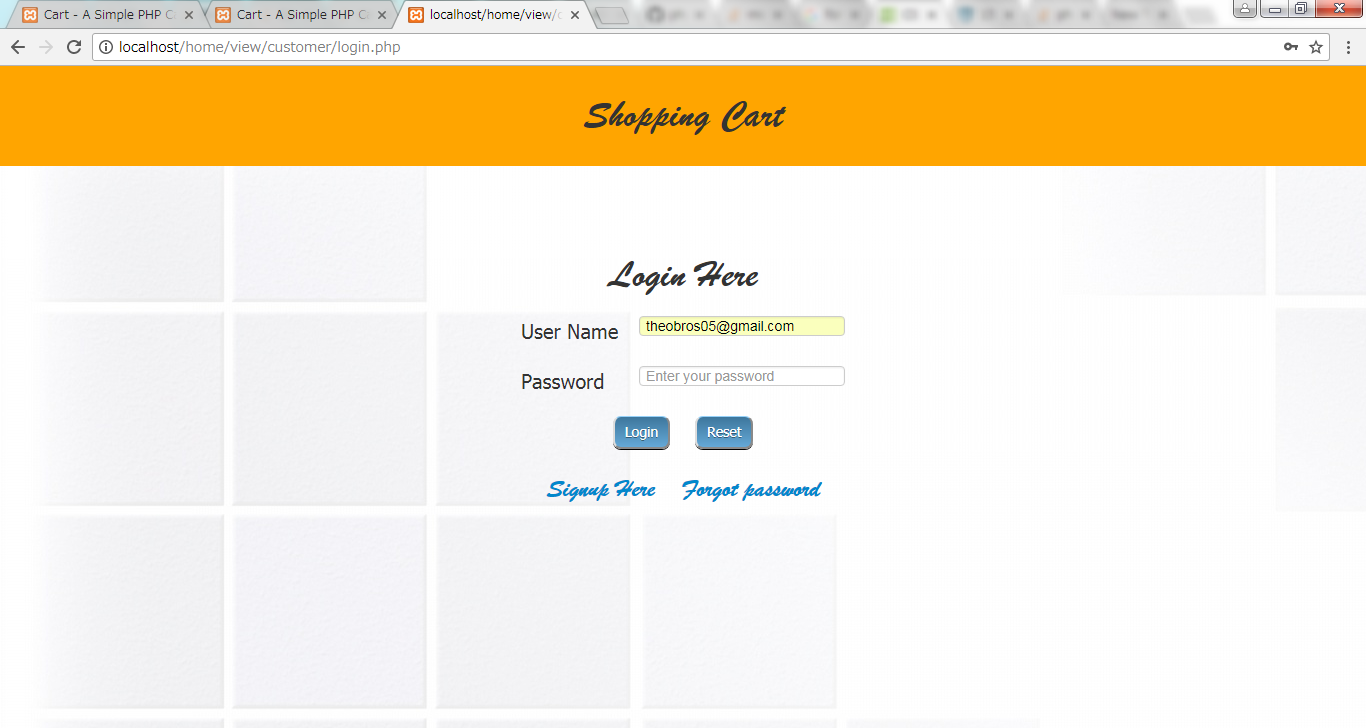 Cart - A Simple PHP C
Cart - A Simple PHP C
localhost/home/view/c
localhost/home/view/customer/login.php
Shopping Cart
Login Here
User Name theobros05@gmail.com
Password Enter your password
Login Reset
Signup Here Forgot password